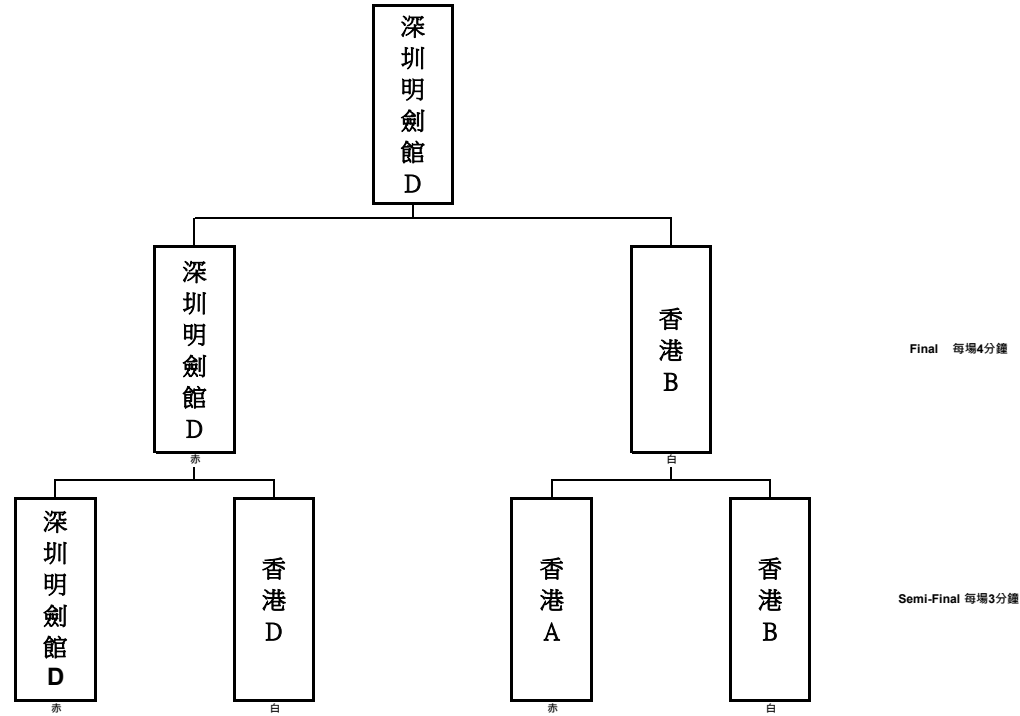 深圳明劍館D
深圳明劍館D
香港B
Final 每場4分鐘
赤
白
深圳明劍館D
香港D
香港A
香港B
Semi-Final 每場3分鐘
赤
白
赤
白